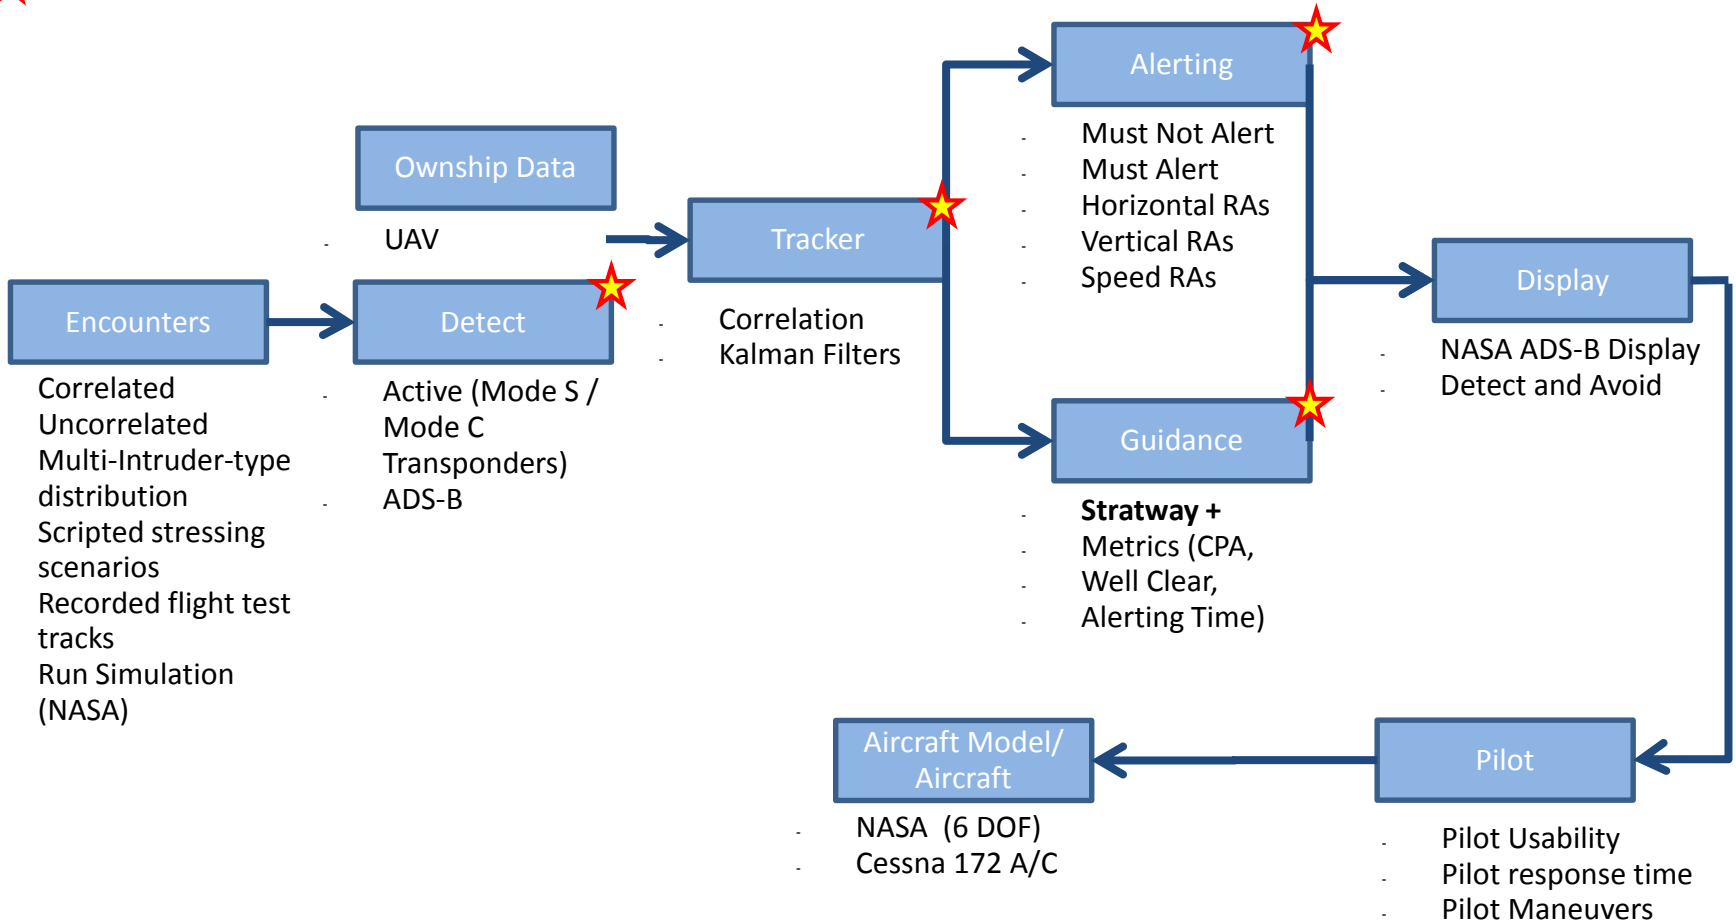 Alerting
- Must Not Alert
- Must Alert
- Horizontal RAs
- Vertical RAs
- Speed RAs
Ownship Data
- UAV
Tracker
- Correlation
- Kalman Filters
Encounters
Correlated
Uncorrelated
Multi-Intruder-type
distribution
Scripted stressing
scenarios
Recorded flight test
tracks
Run Simulation
(NASA)
Detect
- Active (Mode S /
Mode C
Transponders)
- ADS-B
Guidance
- Stratway +
- Metrics (CPA,
- Well Clear,
- Alerting Time)
Display
- NASA ADS-B Display
- Detect and Avoid
Aircraft Model/
Aircraft
- NASA (6 DOF)
- Cessna 172 A/C
Pilot
- Pilot Usability
- Pilot response time
- Pilot Maneuvers